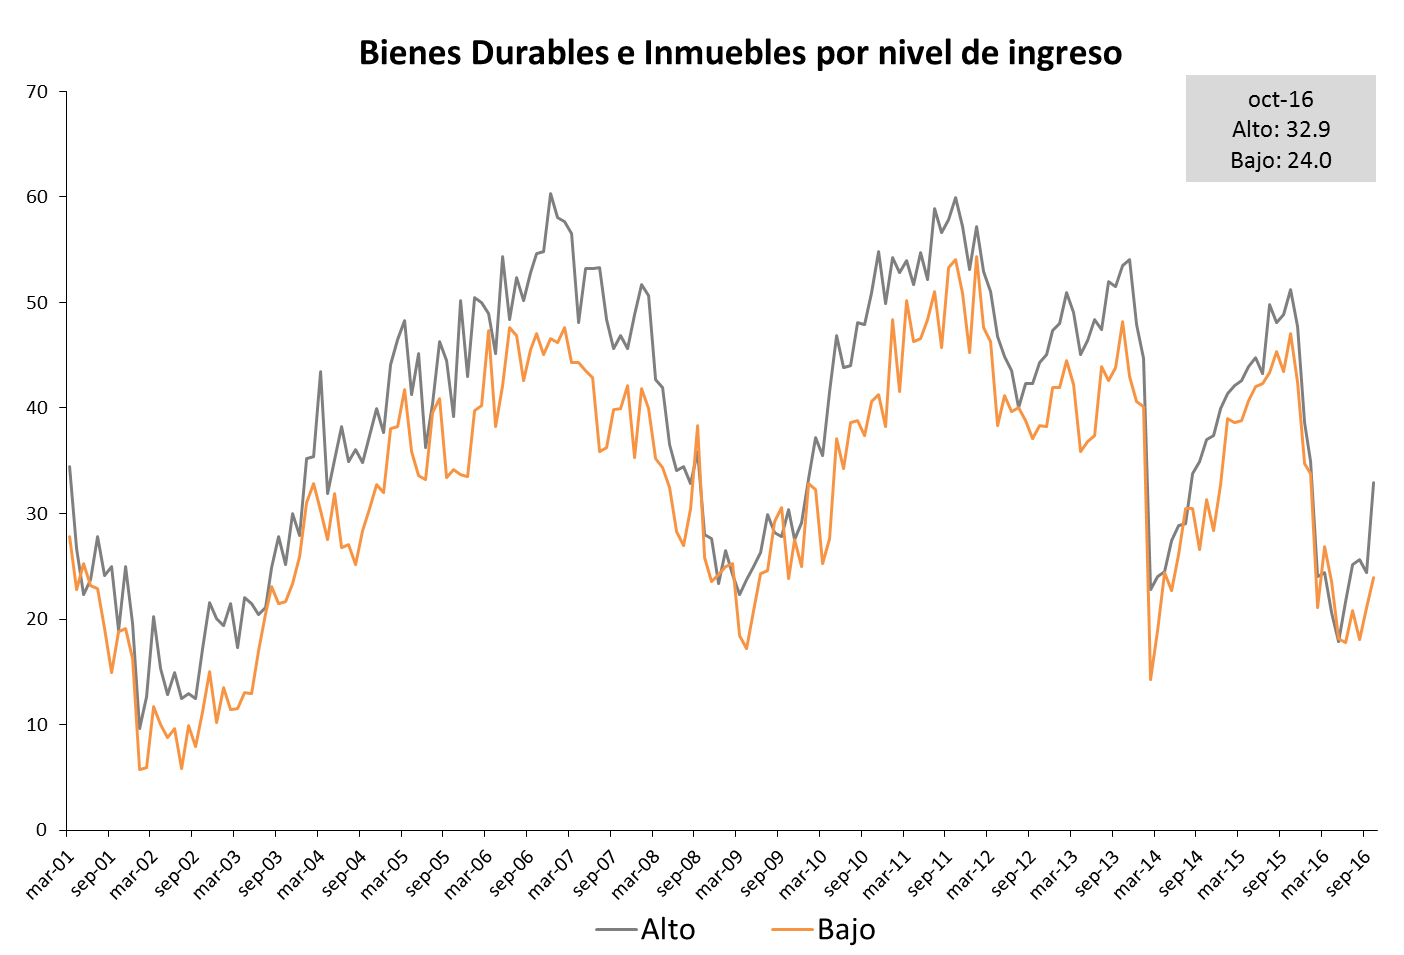 Bienes Durables e Inmuebles por nivel de ingreso
oct-16
Alto: 32.9
Bajo: 24.0
70
60
50
40
30
20
10
0
mar-01
sep-01
mar-02
sep-02
mar-03
sep-03
mar-04
sep-04
mar-05
sep-05
mar-06
sep-06
mar-07
sep-07
mar-08
sep-08
mar-09
sep-09
mar-10
sep-10
mar-11
sep-11
mar-12
sep-12
mar-13
sep-13
mar-14
sep-14
mar-15
sep-15
mar-16
sep-16
Alto
Bajo